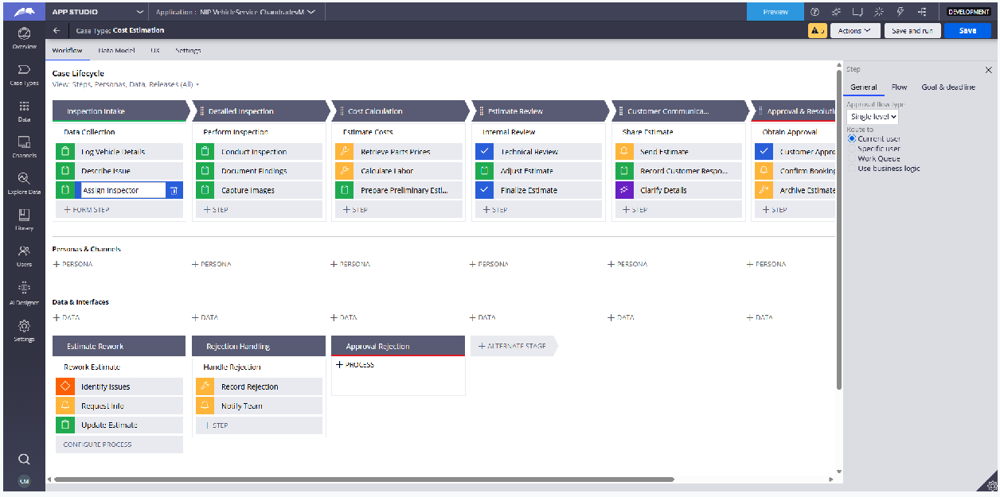 APP STUDIO
Application : NIP-VehicleService-ChandradevM
Preview
DEVELOPMENT
Case Type: Cost Estimation
5
Actions
Save and run
Save
Overview
Case Types
Data
Channels
Explore Data
Library
Users
AI Designer
Settings
CM
Workflow
Data Model
UX
Settings
Case Lifecycle
View: Steps, Personas, Data, Releases (All)
Inspection Intake
Data Collection
Log Vehicle Details
Describe Issue
Assign Inspector
+ FORM STEP
Detailed Inspection
Perform Inspection
Conduct Inspection
Document Findings
Capture Images
+ STEP
Cost Calculation
Estimate Costs
Retrieve Parts Prices
Calculate Labor
Prepare Preliminary Esti...
+ STEP
Estimate Review
Internal Review
Technical Review
Adjust Estimate
Finalize Estimate
+ STEP
Customer Communica...
Share Estimate
Send Estimate
Record Customer Respo...
Clarify Details
+ STEP
Approval & Resoluti
Obtain Approval
Customer Appro
Confirm Booking
Archive Estimate
+ STEP
Personas & Channels
+ PERSONA
+ PERSONA
+ PERSONA
+ PERSONA
+ PERSONA
+ PERSONA
Data & Interfaces
+ DATA
+ DATA
+ DATA
+ DATA
+ DATA
+ DATA
Estimate Rework
Rework Estimate
Identify Issues
Request Info
Update Estimate
CONFIGURE PROCESS
Rejection Handling
Handle Rejection
Record Rejection
Notify Team
+ STEP
Approval Rejection
+ PROCESS
+ ALTERNATE STAGE
Step
General
Flow
Goal & deadline
Approval flow type
Single level
Route to
Current user
Specific user
Work Queue
Use business logic